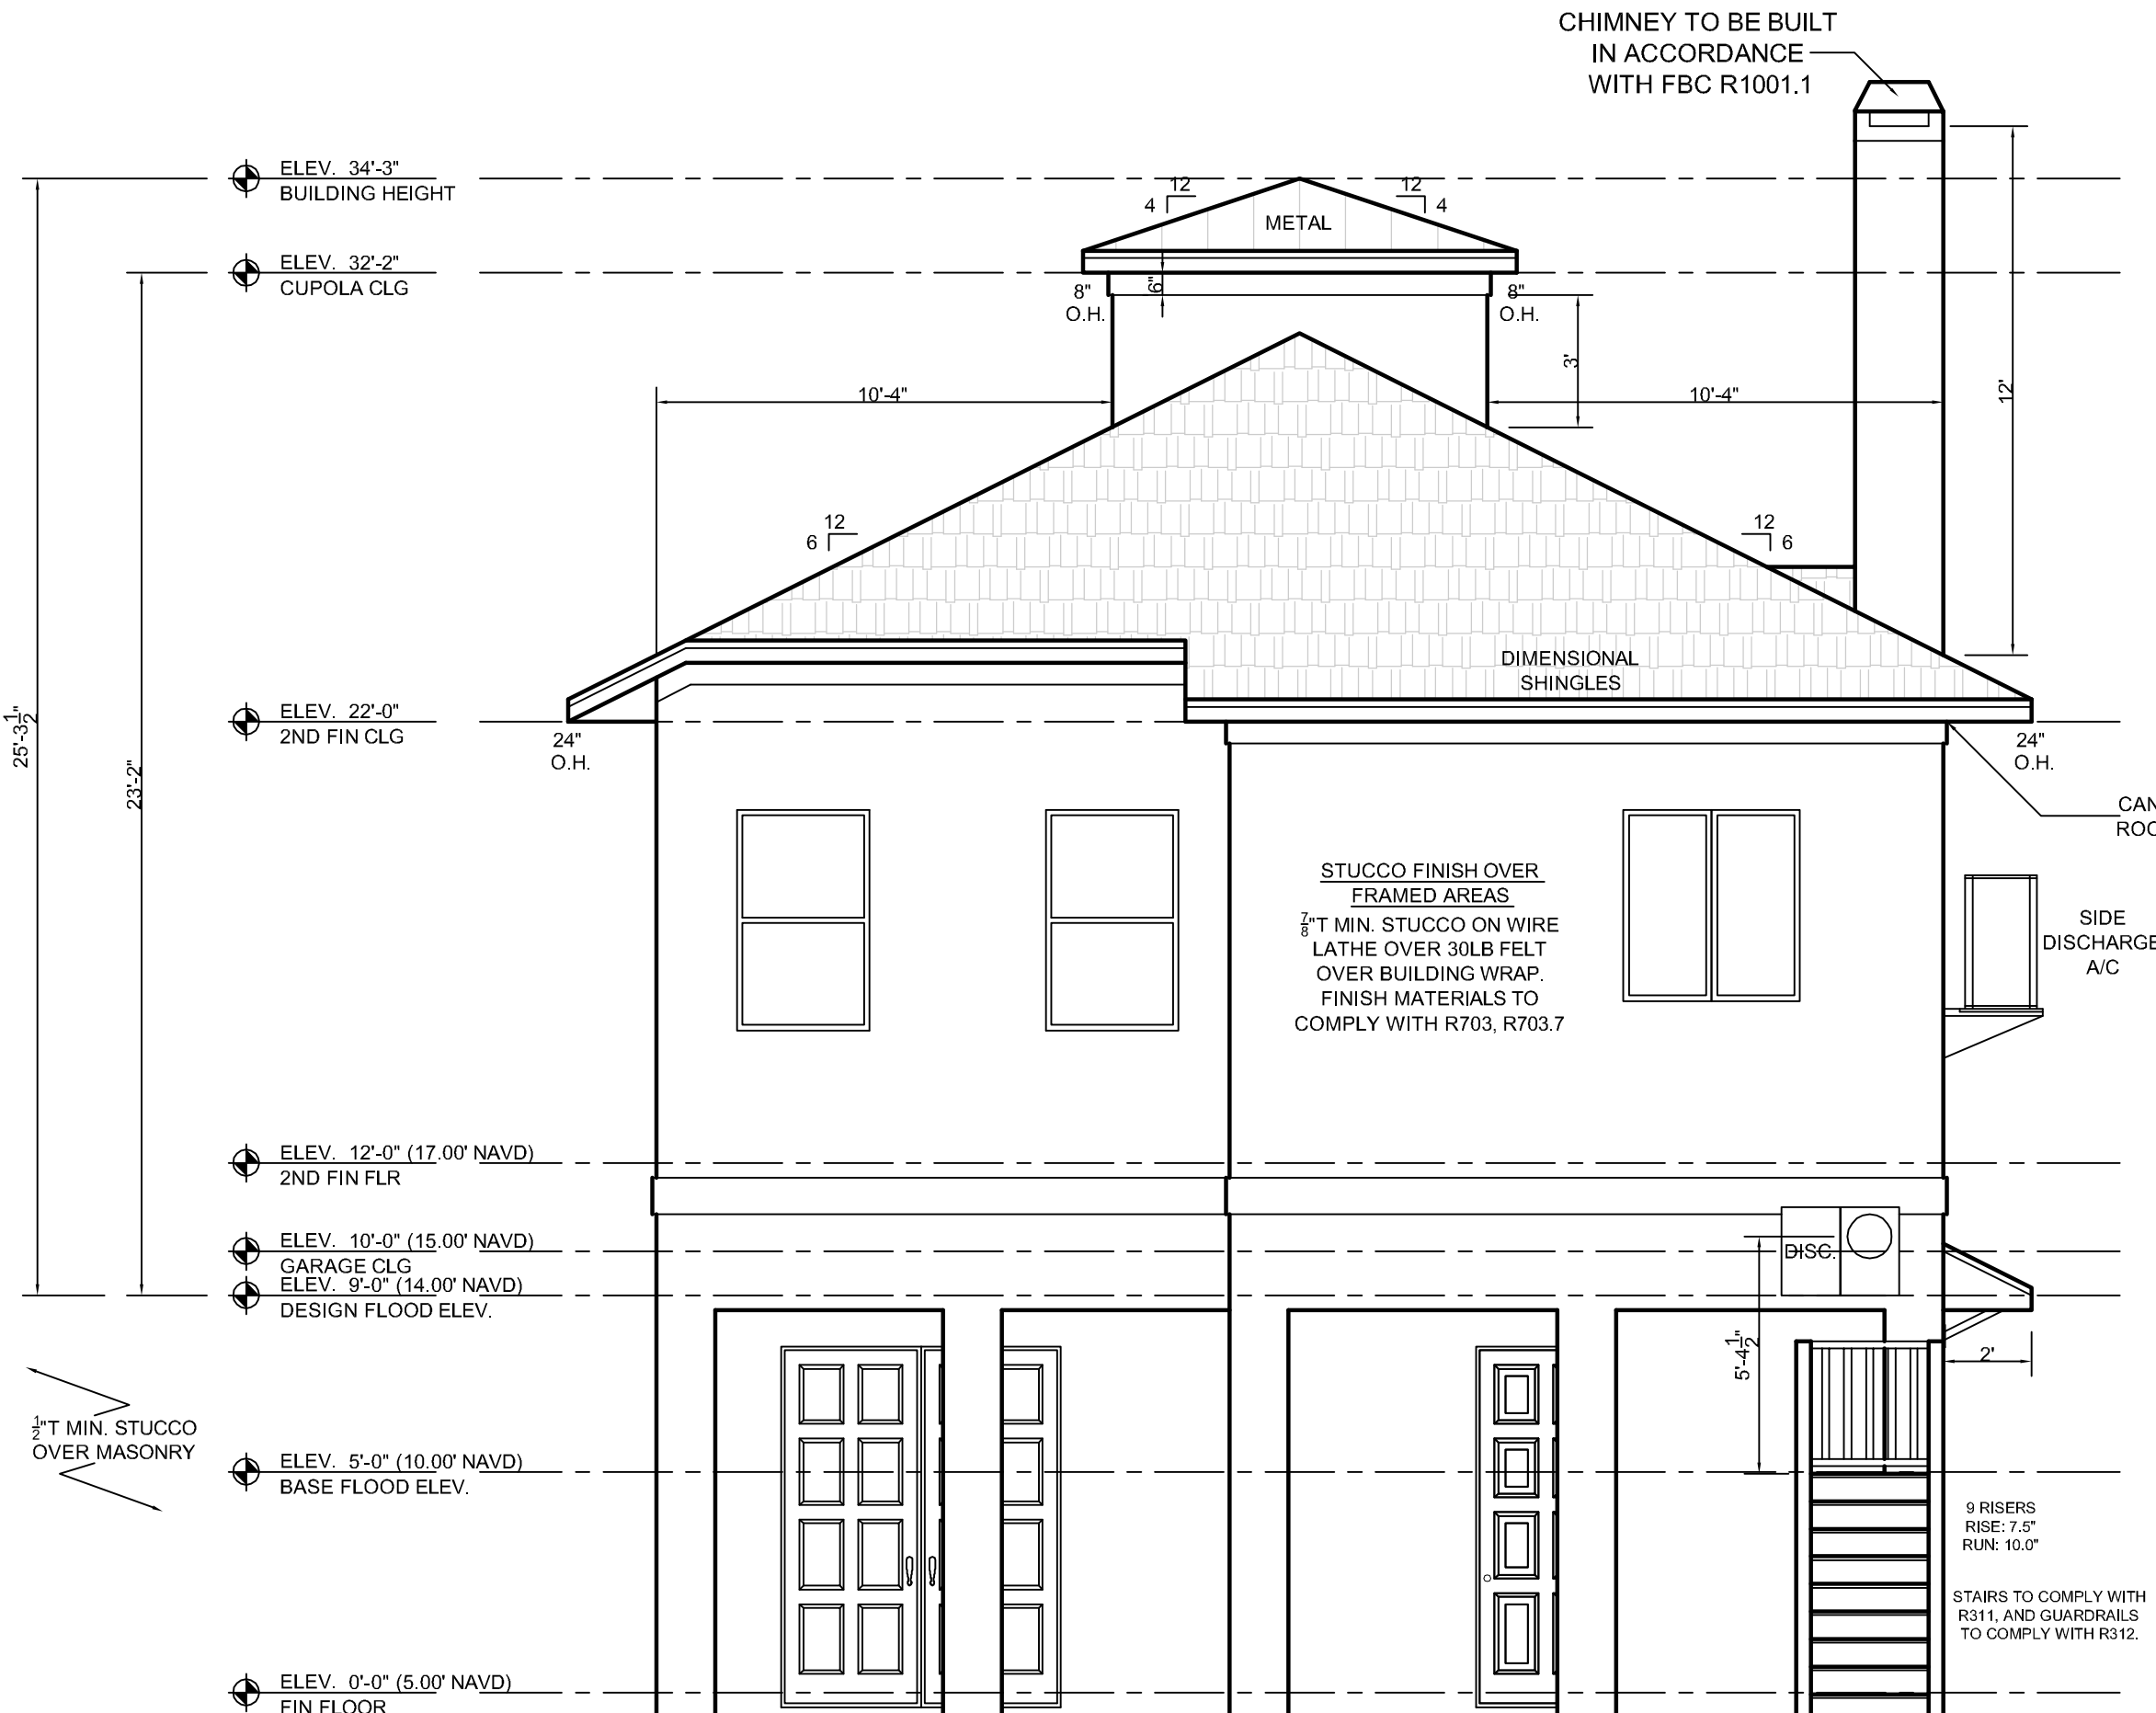 CHIMNEY TO BE BUILT
IN ACCORDANCE
WITH FBC R1001.1
ELEV. 34'-3"
BUILDING HEIGHT
12
4
12
4
METAL
ELEV. 32'-2"
CUPOLA CLG
8"
O.H.
6"
8"
O.H.
3'
12'
10'-4"
10'-4"
12
6
12
6
DIMENSIONAL
SHINGLES
ELEV. 22'-0"
2ND FIN CLG
25'-3 1/2"
23'-2"
24"
O.H.
24"
O.H.
CAN
ROO
STUCCO FINISH OVER
FRAMED AREAS
7/8"T MIN. STUCCO ON WIRE
LATHE OVER 30LB FELT
OVER BUILDING WRAP.
FINISH MATERIALS TO
COMPLY WITH R703, R703.7
SIDE
DISCHARGE
A/C
ELEV. 12'-0" (17.00' NAVD)
2ND FIN FLR
ELEV. 10'-0" (15.00' NAVD)
GARAGE CLG
DISC.
ELEV. 9'-0" (14.00' NAVD)
DESIGN FLOOD ELEV.
5'-4 1/2"
2'
1/2"T MIN. STUCCO
OVER MASONRY
ELEV. 5'-0" (10.00' NAVD)
BASE FLOOD ELEV.
9 RISERS
RISE: 7.5"
RUN: 10.0"
STAIRS TO COMPLY WITH
R311, AND GUARDRAILS
TO COMPLY WITH R312.
ELEV. 0'-0" (5.00' NAVD)
FIN FLOOR